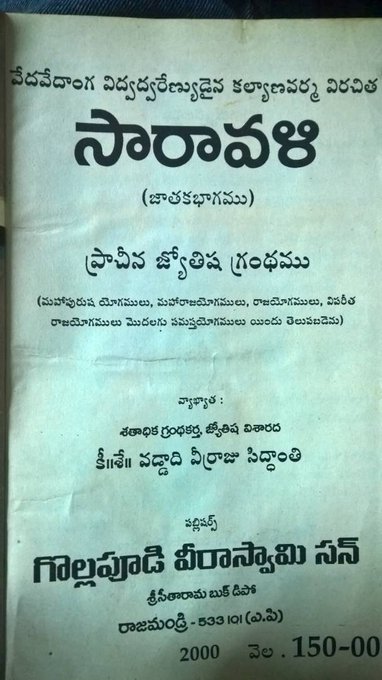 వేదవేదాంగ విద్వద్వరేణ్యుడైన కల్యాణవర్మ విరచిత
సారావళి
(జాతకభాగము)
ప్రాచీన జ్యోతిష గ్రంథము
(మహాపురుష యోగములు, మహారాజయోగములు, రాజయోగములు, విపరీత
రాజయోగములు మొదలగు సమస్తయోగములు యిందు తెలుపబడెను)
వ్యాఖ్యాత :
శతాధిక గ్రంథకర్త, జ్యోతిష విశారద
కీ॥శే॥ వడ్డాది వీర్రాజు సిద్ధాంతి
పబ్లిషర్స్
గొల్లపూడి వీరాస్వామి సన్
శ్రీసీతారామ బుక్ డిపో
రాజమండ్రి - 533 101 (ఎ.పి)
2000 వెల . 150-00